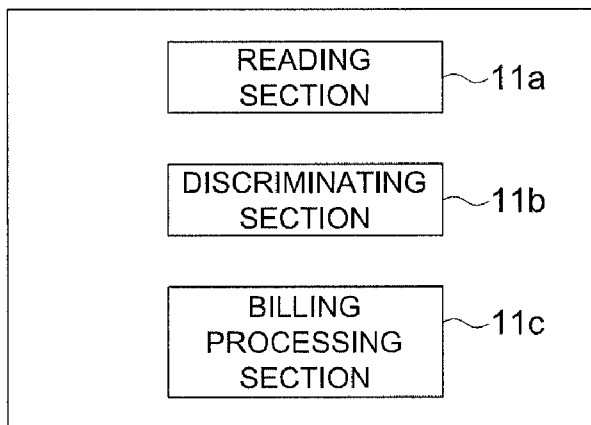 READING
SECTION
11a
DISCRIMINATING
SECTION
11b
BILLING
PROCESSING
SECTION
11c